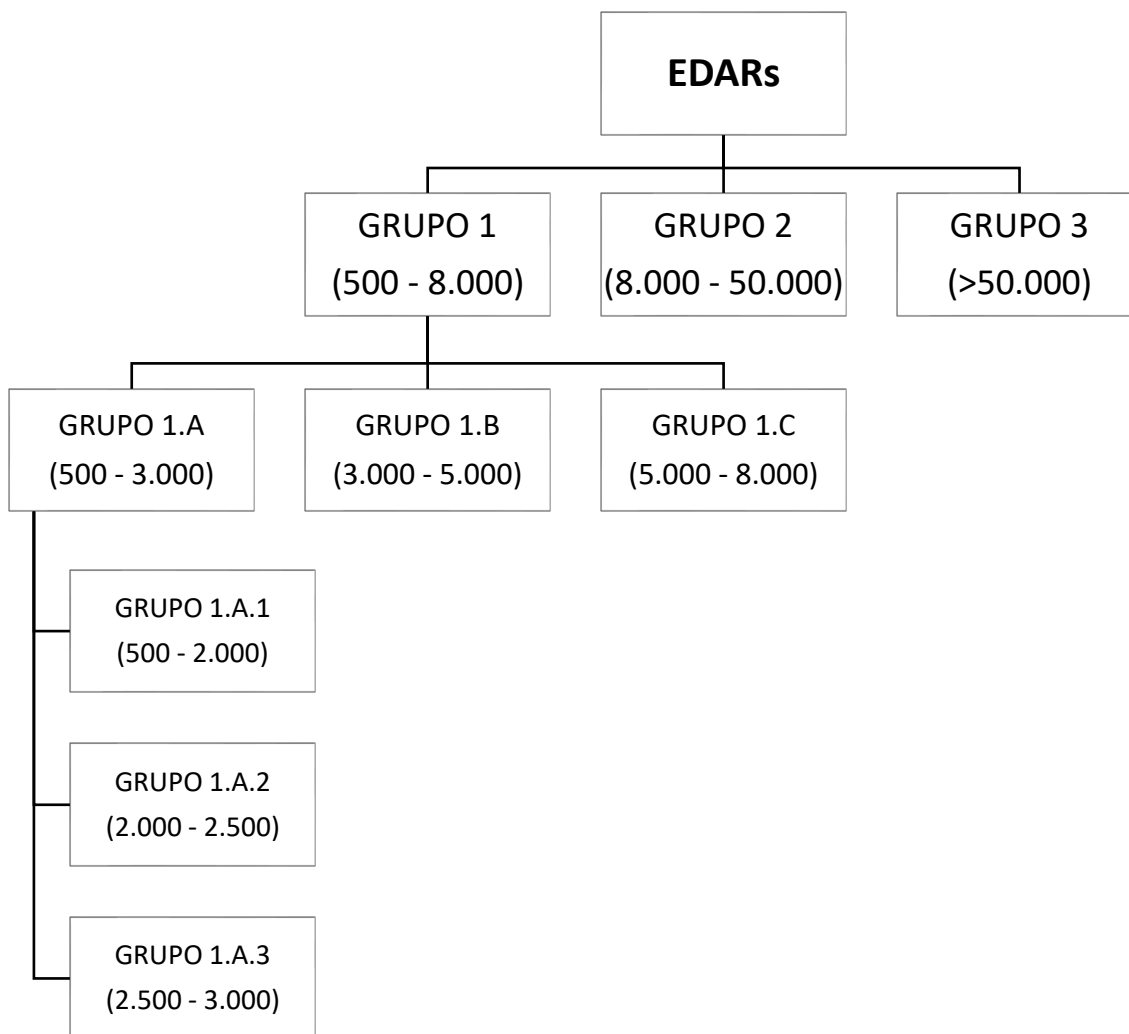 EDARs
GRUPO 1
(500 - 8.000)
GRUPO 2
(8.000 - 50.000)
GRUPO 3
(>50.000)
GRUPO 1.A
(500 - 3.000)
GRUPO 1.B
(3.000 - 5.000)
GRUPO 1.C
(5.000 - 8.000)
GRUPO 1.A.1
(500 - 2.000)
GRUPO 1.A.2
(2.000 - 2.500)
GRUPO 1.A.3
(2.500 - 3.000)